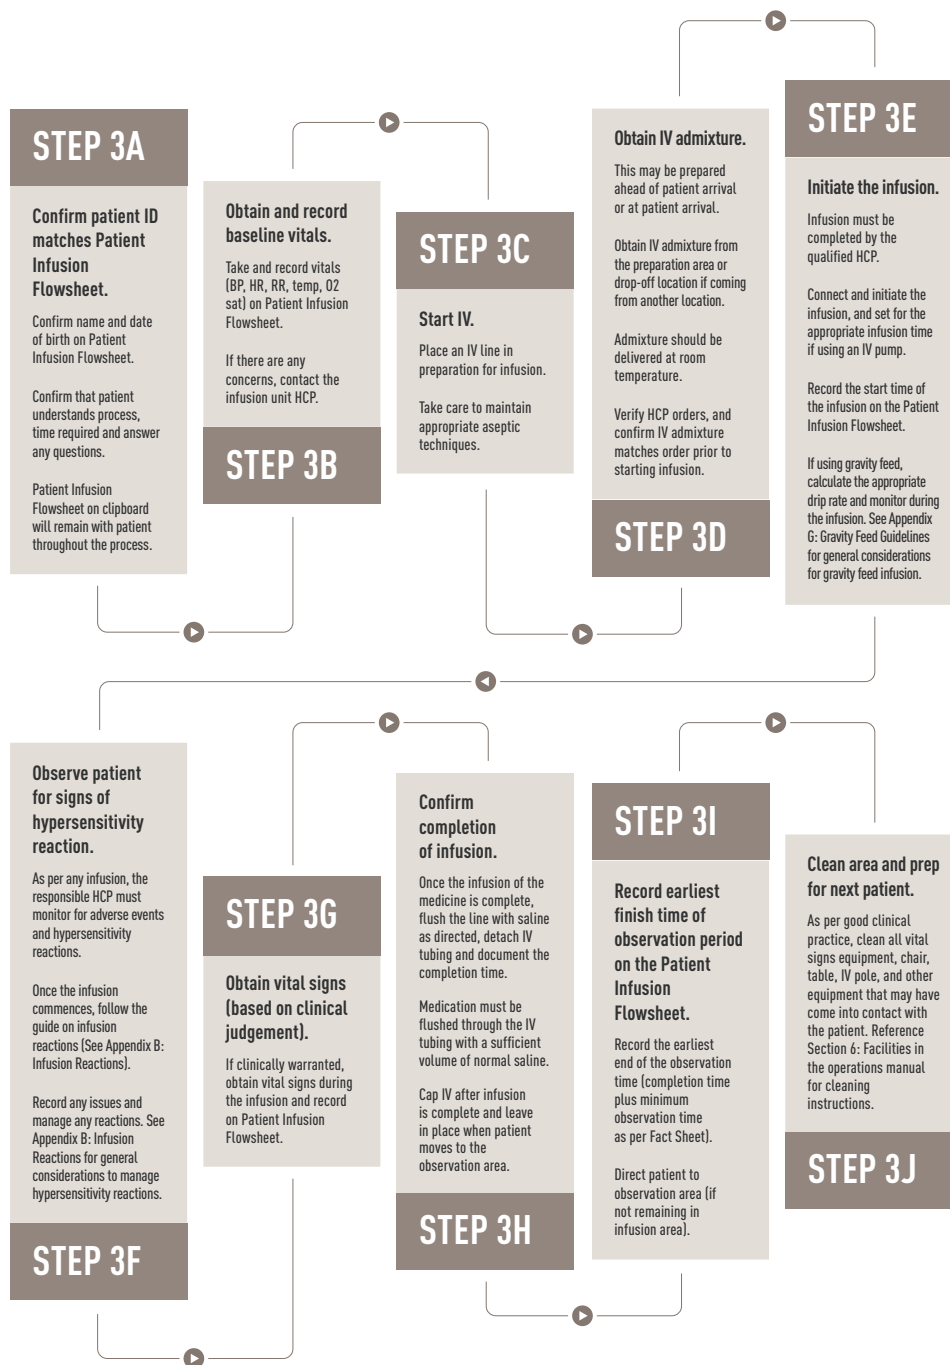 STEP 3A
Confirm patient ID
matches Patient
Infusion
Flowsheet.
Confirm name and date
of birth on Patient
Infusion Flowsheet.
Confirm that patient
understands process,
time required and answer
any questions.
Patient Infusion
Flowsheet on clipboard
will remain with patient
throughout the process.
Obtain and record
baseline vitals.
Take and record vitals
(BP, HR, RR, temp, O2
sat) on Patient Infusion
Flowsheet.
If there are any
concerns, contact the
infusion unit HCP.
STEP 3B
STEP 3C
Start IV.
Place an IV line in
preparation for infusion.
Take care to maintain
appropriate aseptic
techniques.
Obtain IV admixture.
This may be prepared
ahead of patient arrival
or at patient arrival.
Obtain IV admixture from
the preparation area or
drop-off location if coming
from another location.
Admixture should be
delivered at room
temperature.
Verify HCP orders, and
confirm IV admixture
matches order prior to
starting infusion.
STEP 3D
STEP 3E
Initiate the infusion.
Infusion must be
completed by the
qualified HCP.
Connect and initiate the
infusion, and set for the
appropriate infusion time
if using an IV pump.
Record the start time of
the infusion on the Patient
Infusion Flowsheet.
If using gravity feed,
calculate the appropriate
drip rate and monitor during
the infusion. See Appendix
G: Gravity Feed Guidelines
for general considerations
for gravity feed infusion.
Observe patient
for signs of
hypersensitivity
reaction.
As per any infusion, the
responsible HCP must
monitor for adverse events
and hypersensitivity
reactions.
Once the infusion
commences, follow the
guide on infusion
reactions (See Appendix B:
Infusion Reactions).
Record any issues and
manage any reactions. See
Appendix B: Infusion
Reactions for general
considerations to manage
hypersensitivity reactions.
STEP 3F
STEP 3G
Obtain vital signs
(based on clinical
judgement).
If clinically warranted,
obtain vital signs during
the infusion and record
on Patient Infusion
Flowsheet.
Confirm
completion
of infusion.
Once the infusion of the
medicine is complete,
flush the line with saline
as directed, detach IV
tubing and document the
completion time.
Medication must be
flushed through the IV
tubing with a sufficient
volume of normal saline.
Cap IV after infusion
is complete and leave
in place when patient
moves to the
observation area.
STEP 3H
STEP 3I
Record earliest
finish time of
observation period
on the Patient
Infusion
Flowsheet.
Record the earliest
end of the observation
time (completion time
plus minimum
observation time
as per Fact Sheet).
Direct patient to
observation area (if
not remaining in
infusion area).
Clean area and prep
for next patient.
As per good clinical
practice, clean all vital
signs equipment, chair,
table, IV pole, and other
equipment that may have
come into contact with
the patient. Reference
Section 6: Facilities in
the operations manual
for cleaning
instructions.
STEP 3J